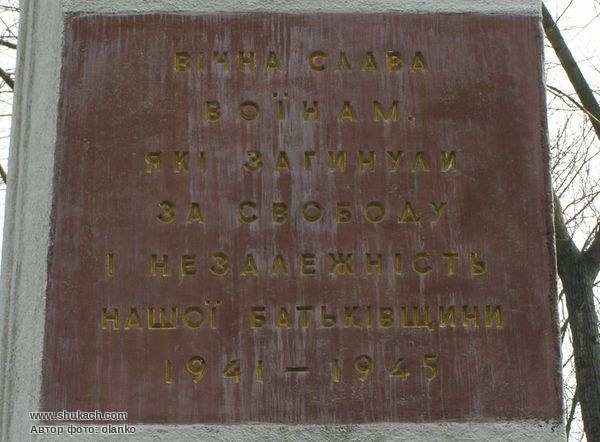 ВІЧНА СЛАВА
ВОЇНАМ,
ЯКІ ЗАГИНУЛИ
ЗА СВОБОДУ
І НЕЗАЛЕЖНІСТЬ
НАШОЇ БАТЬКІВЩИНИ
1941 — 1945
www.shukach.com
Автор фото: olanko